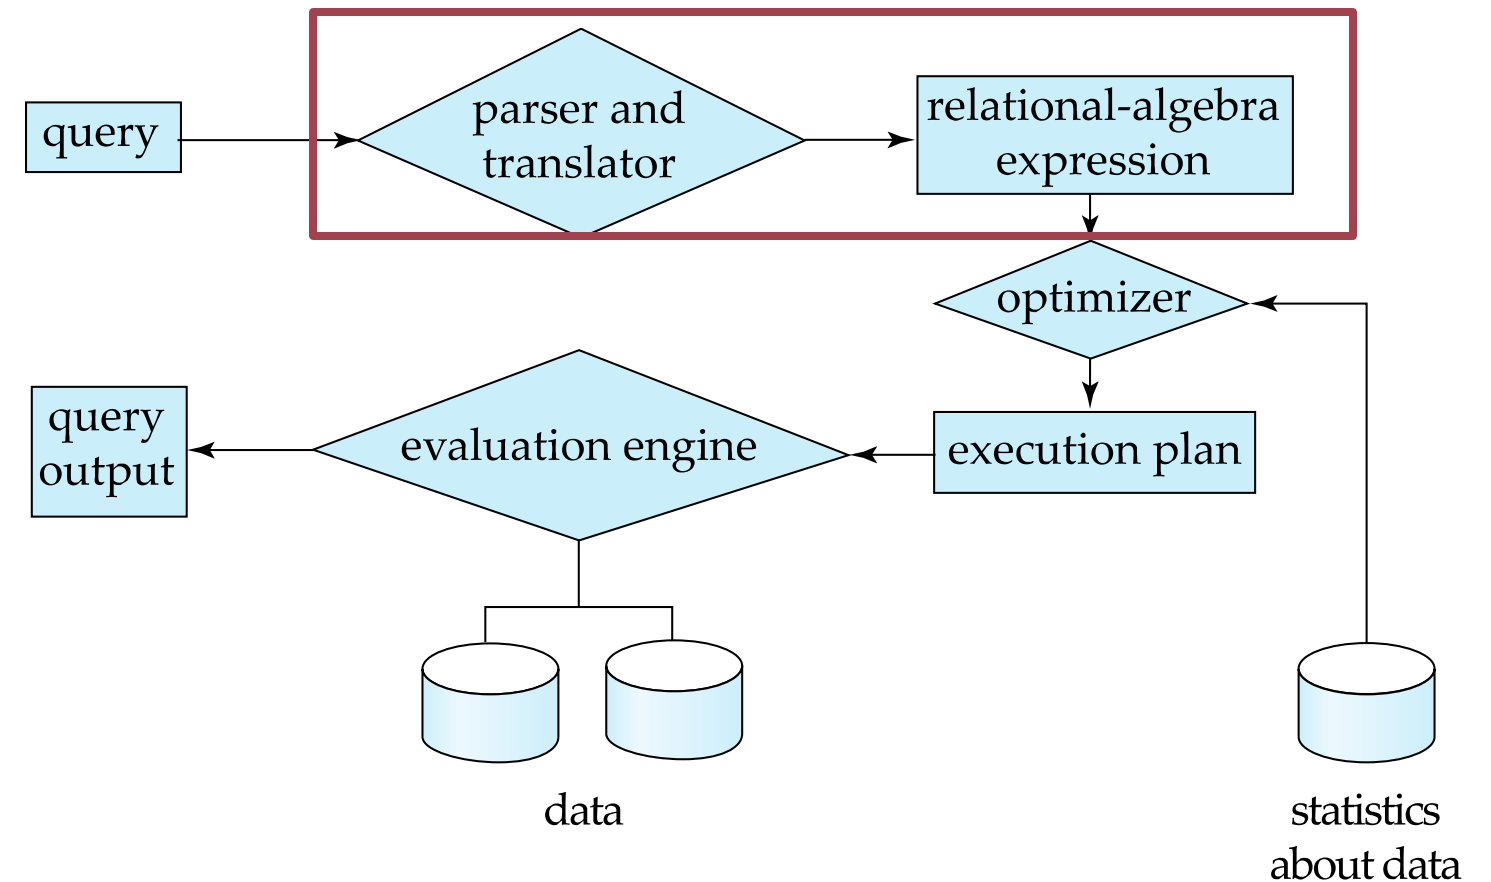 query
parser and
translator
relational-algebra
expression
optimizer
query
output
evaluation engine
execution plan
data
statistics
about data